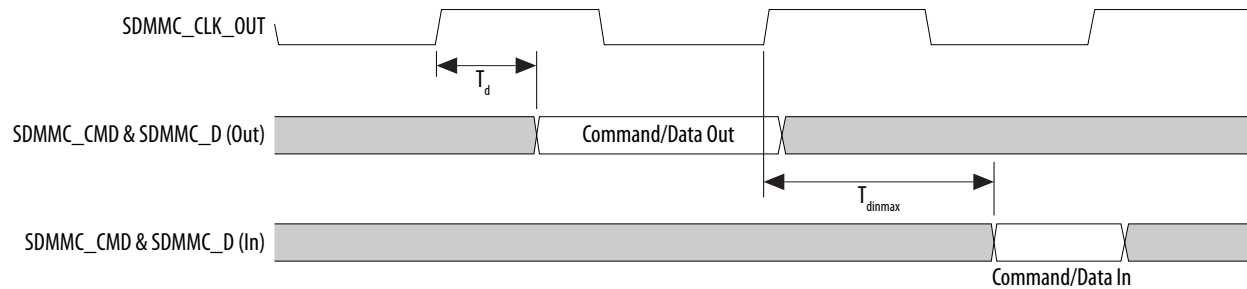 SDMMC_CLK_OUT
Td
SDMMC_CMD & SDMMC_D (Out)
Command/Data Out
Tdinmax
SDMMC_CMD & SDMMC_D (In)
Command/Data In